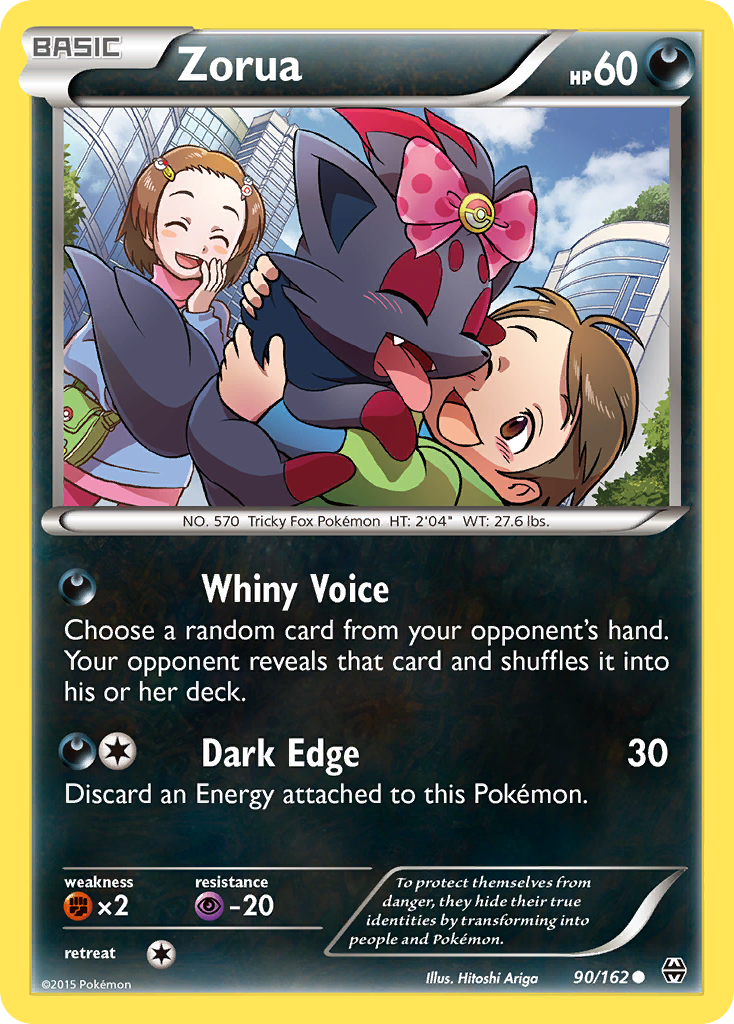 BASIC
Zorua
HP60
NO. 570 Tricky Fox Pokémon HT: 2'04" WT: 27.6 lbs.
Whiny Voice
Choose a random card from your opponent's hand.
Your opponent reveals that card and shuffles it into
his or her deck.
Dark Edge 30
Discard an Energy attached to this Pokémon.
weakness
×2
resistance
-20
retreat
To protect themselves from
danger, they hide their true
identities by transforming into
people and Pokémon.
©2015 Pokémon
Illus. Hitoshi Ariga
90/162